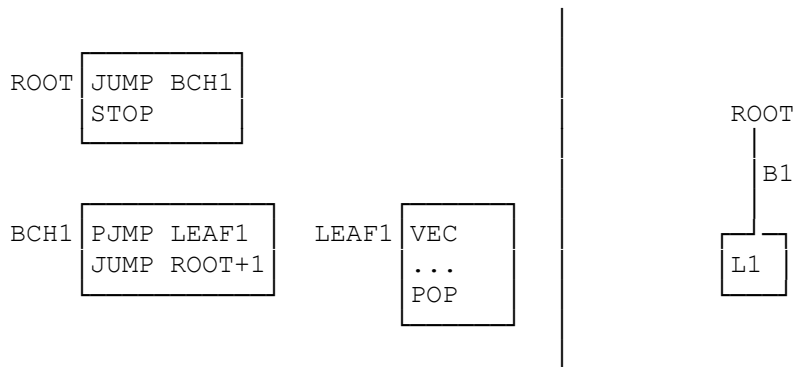 ROOT JUMP BCH1
STOP
ROOT
B1
BCH1 PJMP LEAF1
JUMP ROOT+1
LEAF1 VEC
...
POP
L1